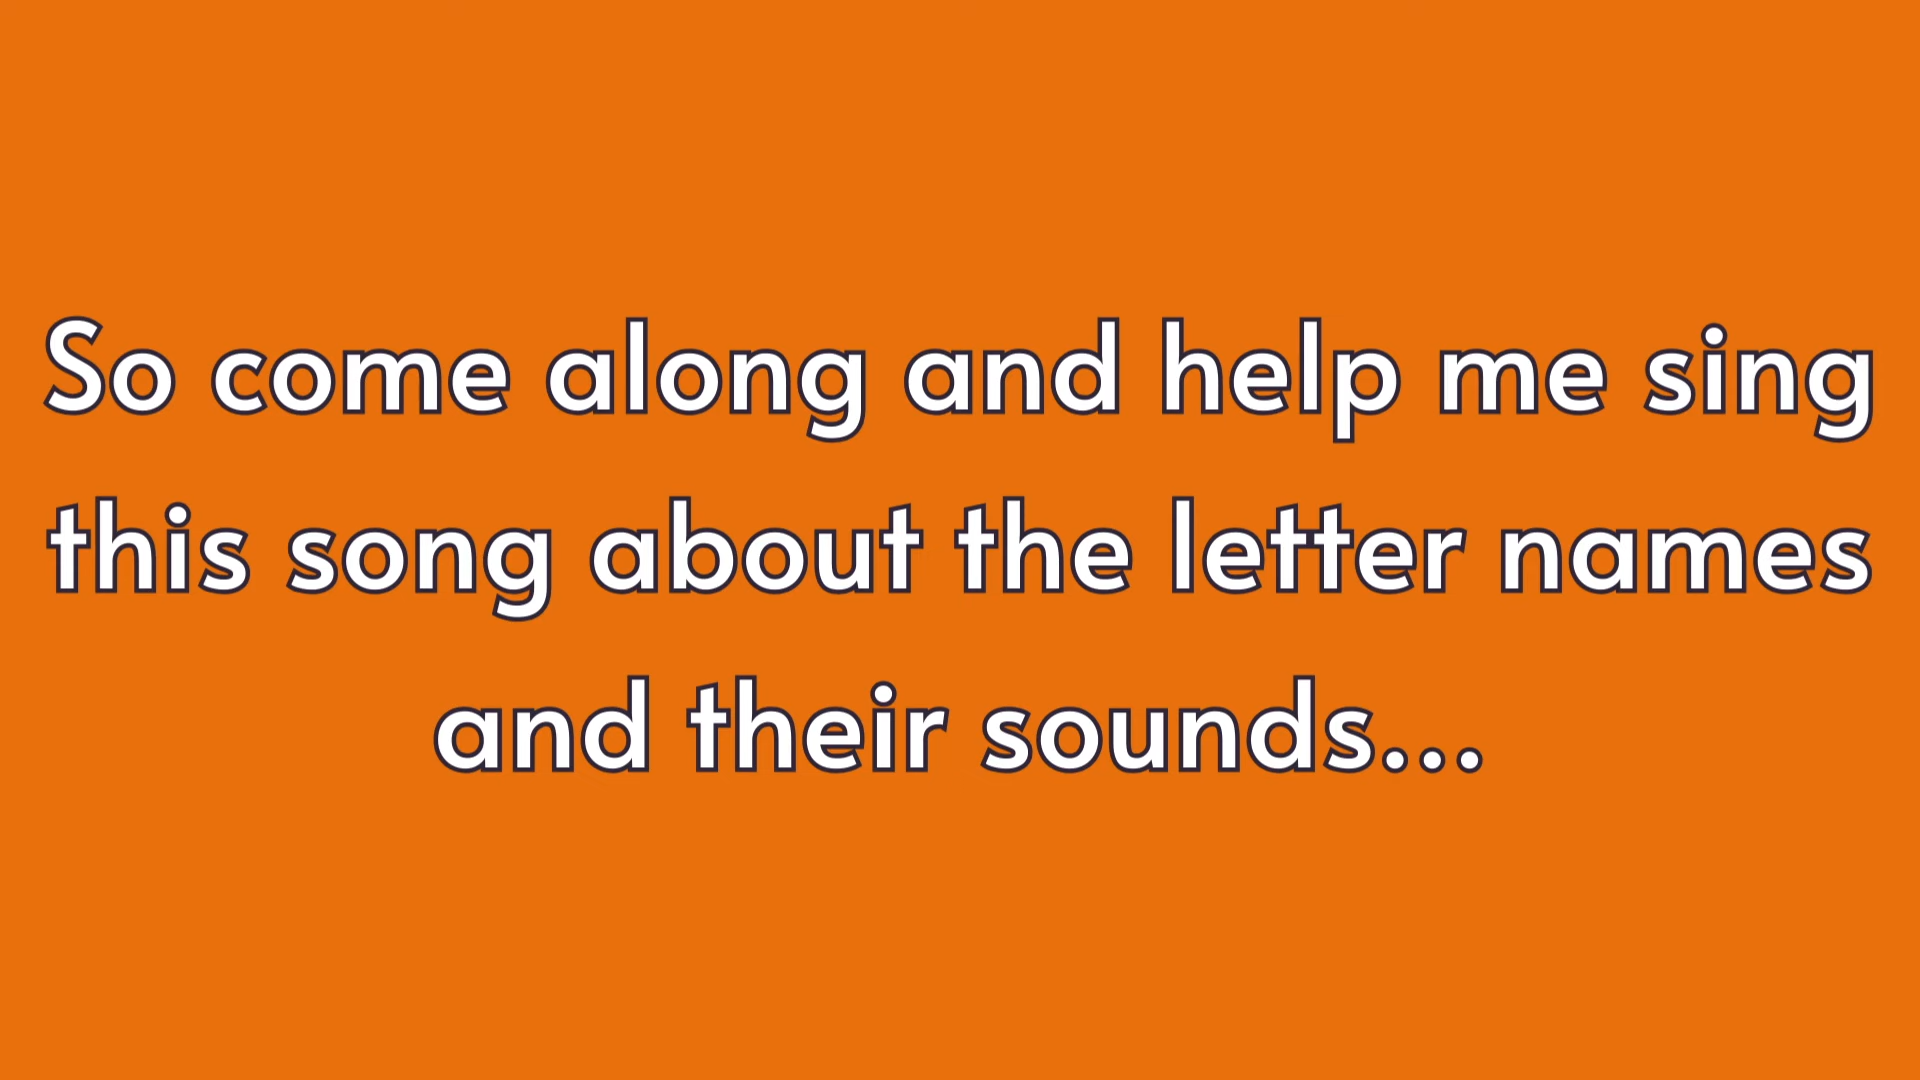 So come along and help me sing
this song about the letter names
and their sounds...